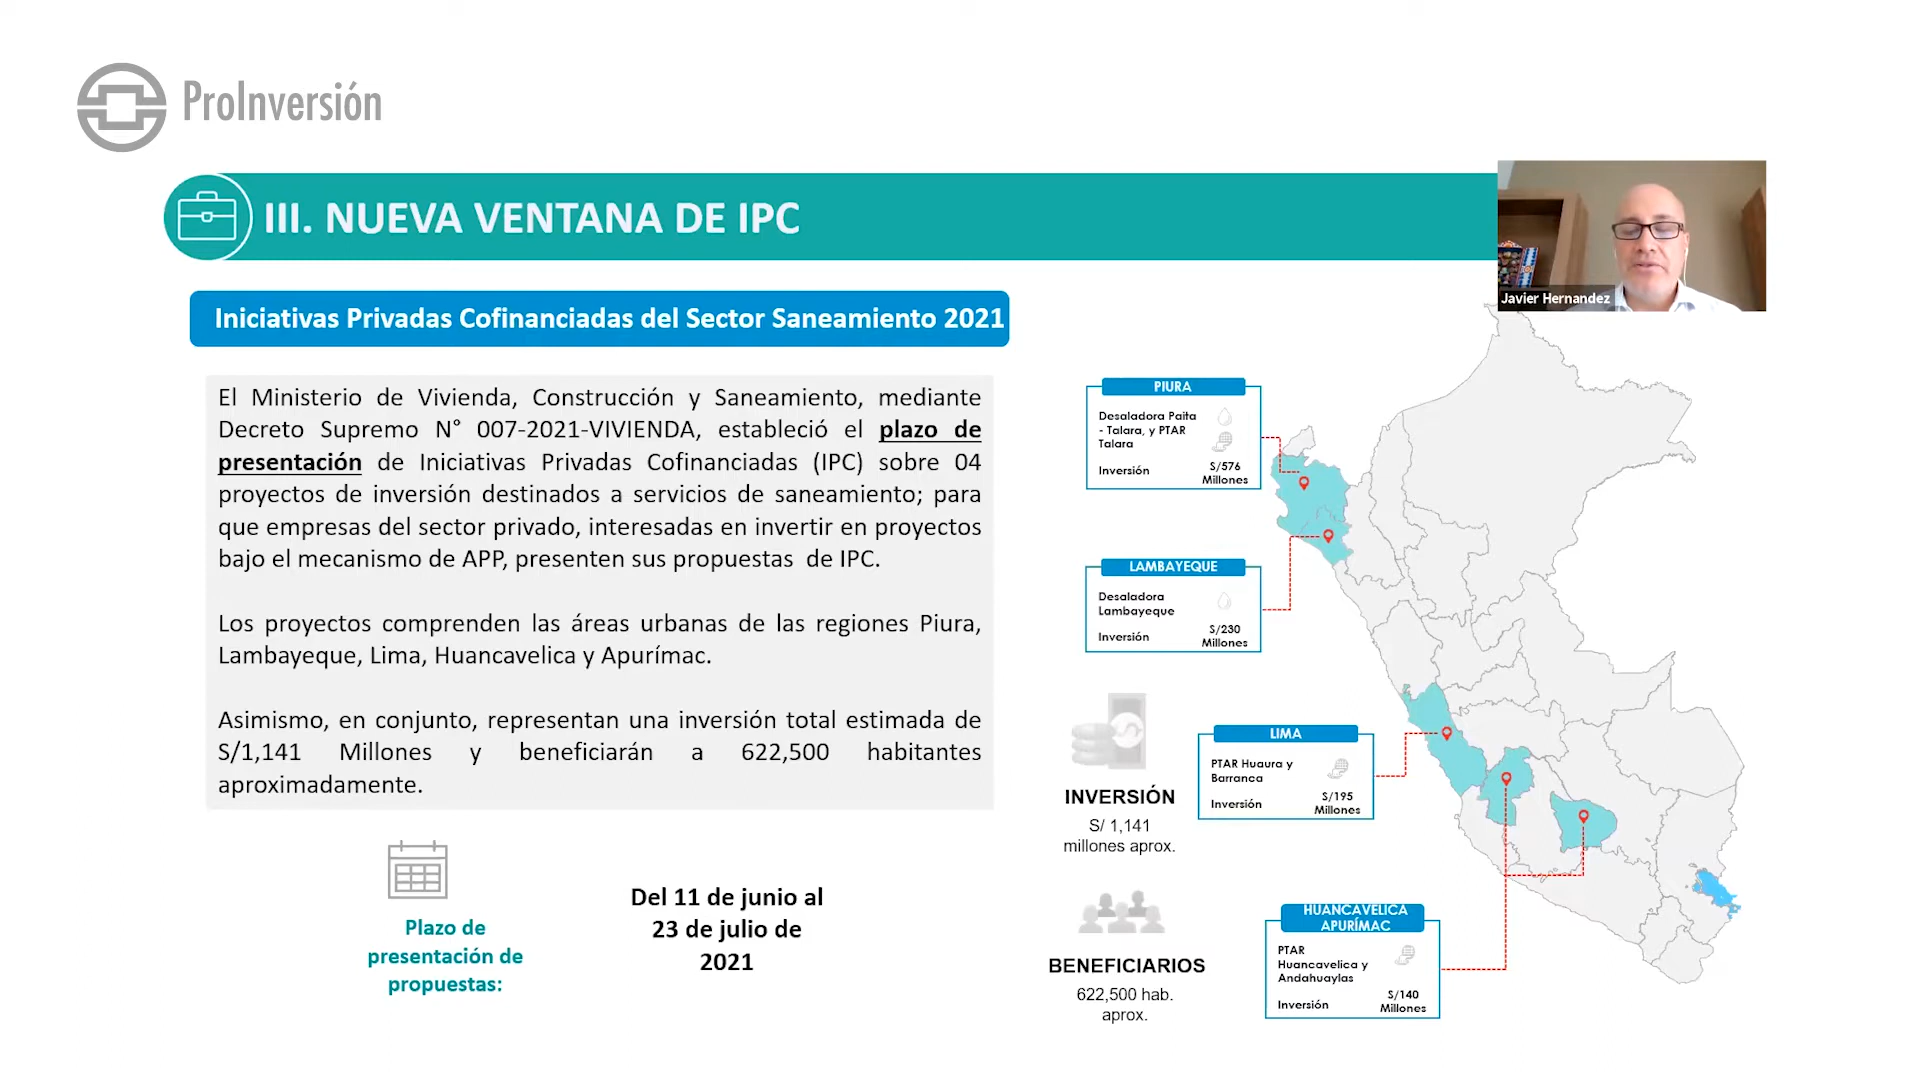 ProInversión
III. NUEVA VENTANA DE IPC
Javier Hernandez
Iniciativas Privadas Cofinanciadas del Sector Saneamiento 2021
El Ministerio de Vivienda, Construcción y Saneamiento, mediante
Decreto Supremo N° 007-2021-VIVIENDA, estableció el plazo de
presentación de Iniciativas Privadas Cofinanciadas (IPC) sobre 04
proyectos de inversión destinados a servicios de saneamiento; para
que empresas del sector privado, interesadas en invertir en proyectos
bajo el mecanismo de APP, presenten sus propuestas de IPC.
Los proyectos comprenden las áreas urbanas de las regiones Piura,
Lambayeque, Lima, Huancavelica y Apurímac.
Asimismo, en conjunto, representan una inversión total estimada de
S/1,141 Millones y beneficiarán a 622,500 habitantes
aproximadamente.
Plazo de
presentación de
propuestas:
Del 11 de junio al
23 de julio de
2021
PIURA
Desaladora Paita
- Talara, y PTAR
Talara
Inversión
S/576
Millones
LAMBAYEQUE
Desaladora
Lambayeque
Inversión
S/230
Millones
INVERSIÓN
S/ 1,141
millones aprox.
LIMA
PTAR Huaura y
Barranca
Inversión
S/195
Millones
BENEFICIARIOS
622,500 hab.
aprox.
HUANCAVELICA
APURÍMAC
PTAR
Huancavelica y
Andahuaylas
Inversión
S/140
Millones